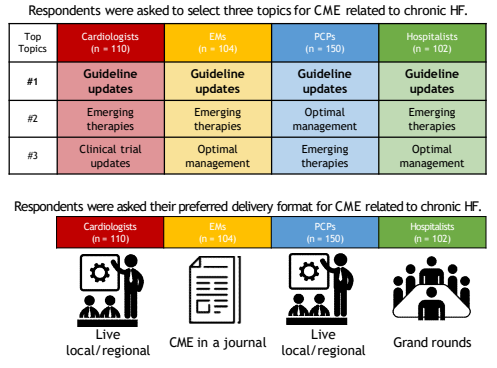 Respondents were asked to select three topics for CME related to chronic HF.
Top Topics | Cardiologists (n = 110) | EMs (n = 104) | PCPs (n = 150) | Hospitalists (n = 102)
#1 | Guideline updates | Guideline updates | Guideline updates | Guideline updates
#2 | Emerging therapies | Emerging therapies | Optimal management | Emerging therapies
#3 | Clinical trial updates | Optimal management | Emerging therapies | Optimal management
Respondents were asked their preferred delivery format for CME related to chronic HF.
Cardiologists (n = 110) | EMs (n = 104) | PCPs (n = 150) | Hospitalists (n = 102)
Live local/regional | CME in a journal | Live local/regional | Grand rounds